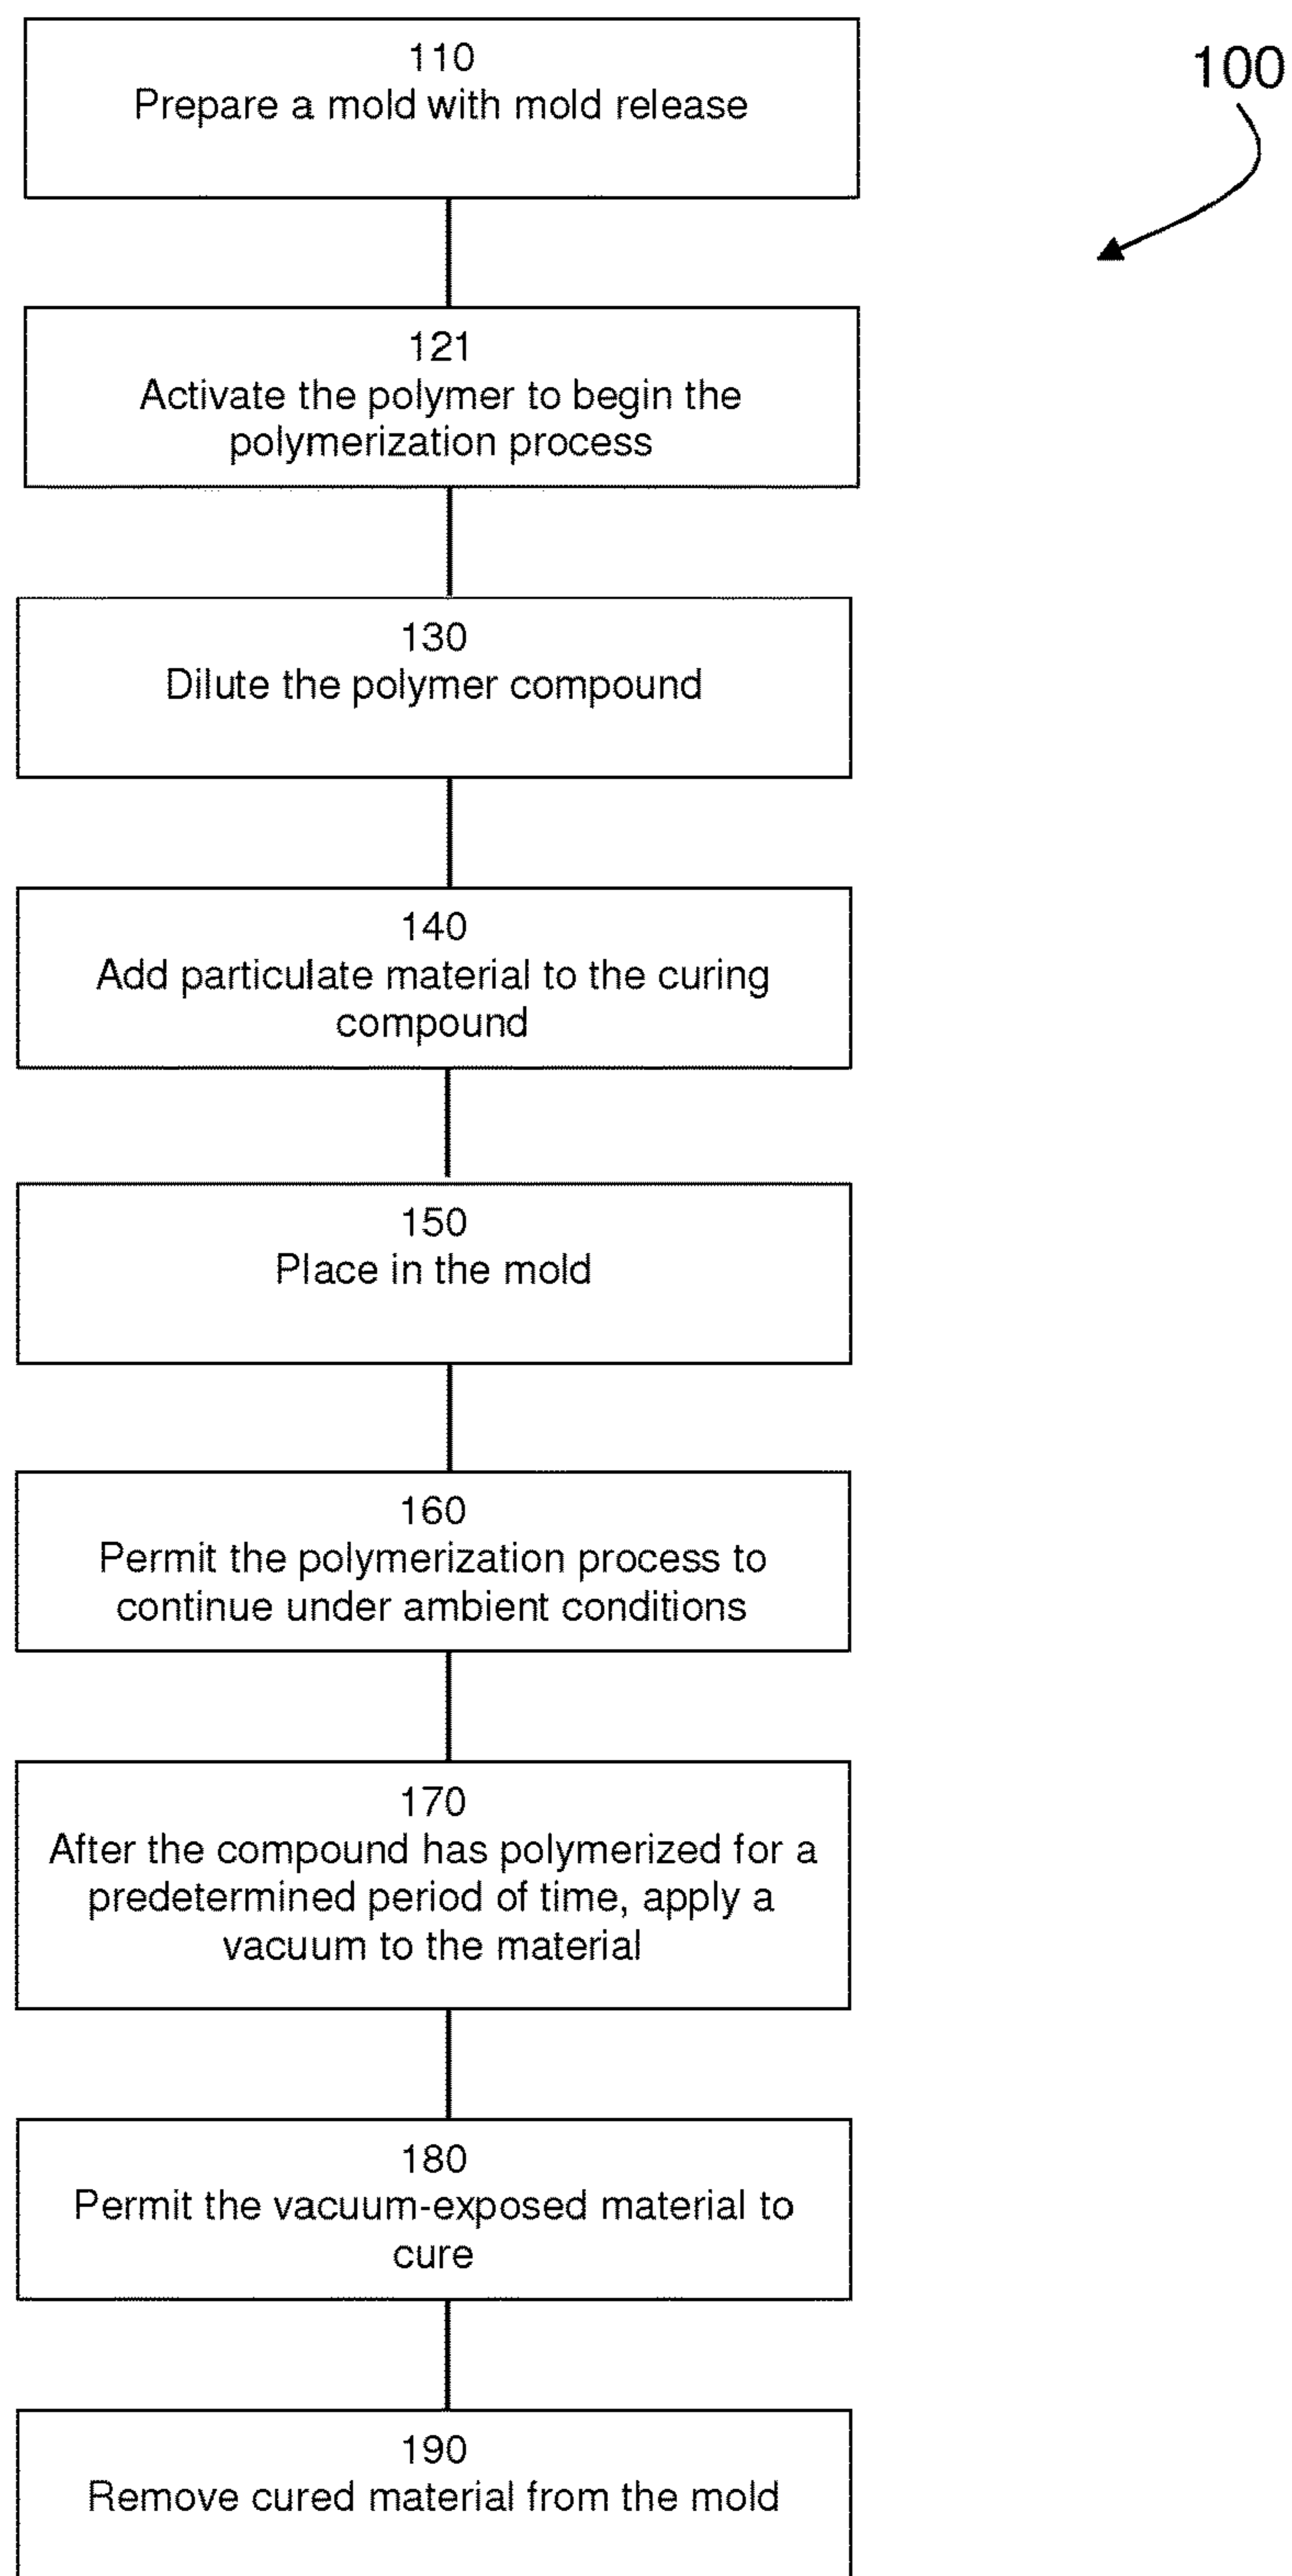 110
Prepare a mold with mold release
100
121
Activate the polymer to begin the
polymerization process
130
Dilute the polymer compound
140
Add particulate material to the curing
compound
150
Place in the mold
160
Permit the polymerization process to
continue under ambient conditions
170
After the compound has polymerized for a
predetermined period of time, apply a
vacuum to the material
180
Permit the vacuum-exposed material to
cure
190
Remove cured material from the mold